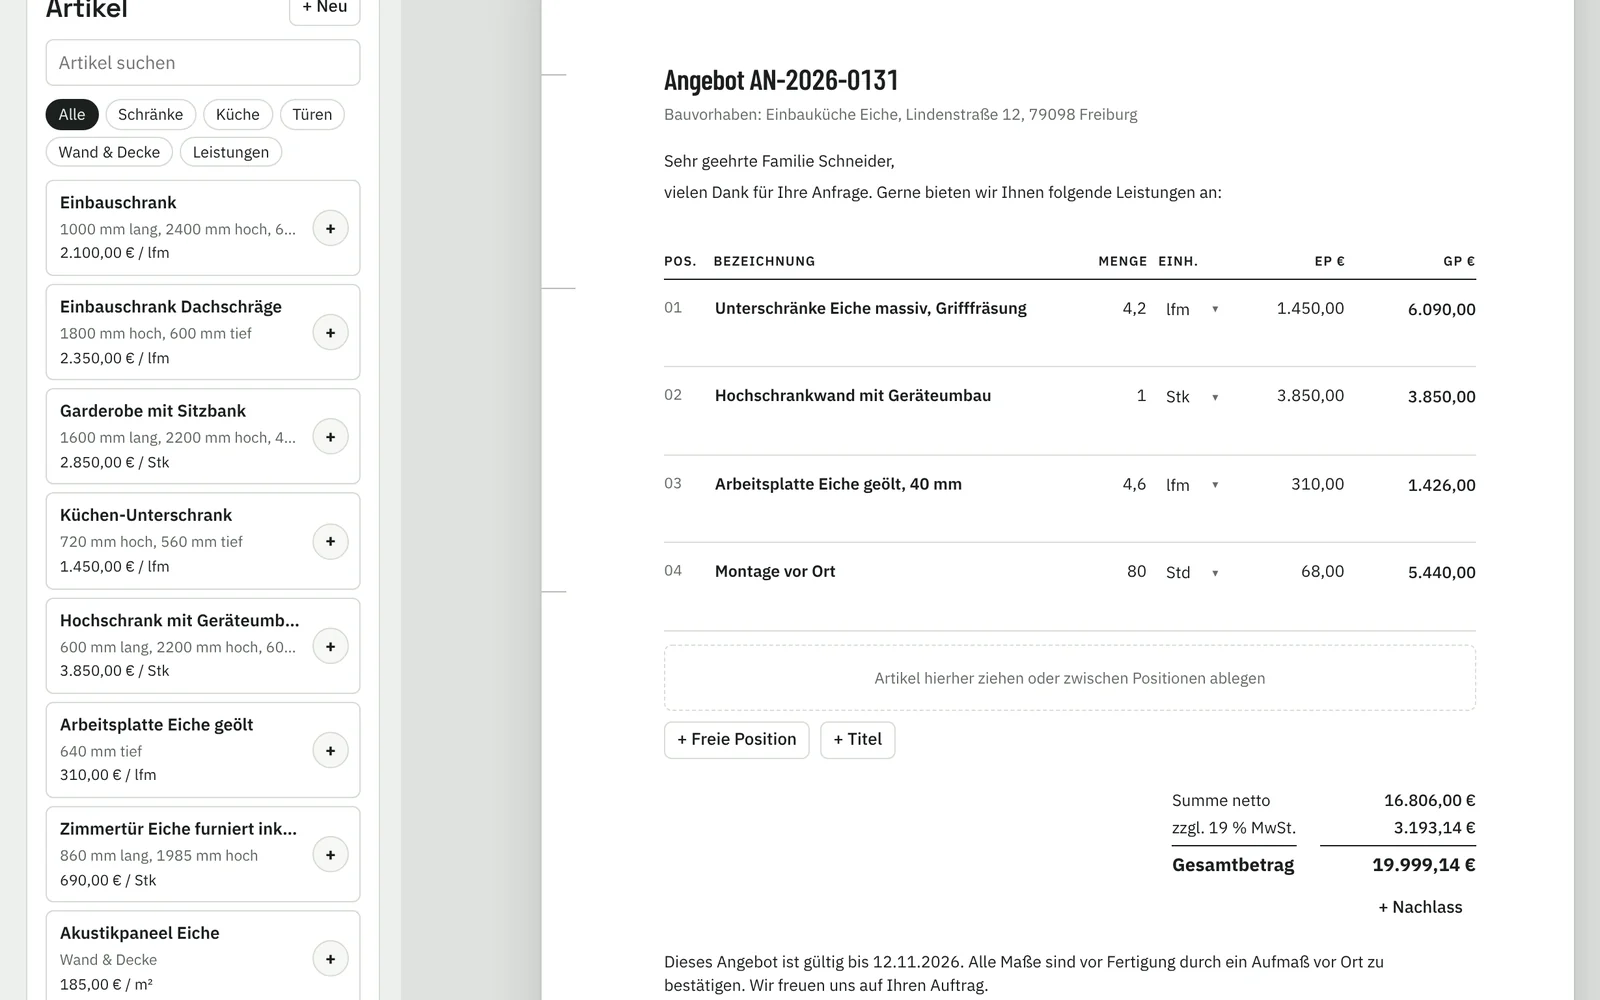 Artikel
+ Neu
Artikel suchen
Alle
Schränke
Küche
Türen
Wand & Decke
Leistungen
Einbauschrank
1000 mm lang, 2400 mm hoch, 6...
2.100,00 € / lfm
+
Einbauschrank Dachschräge
1800 mm hoch, 600 mm tief
2.350,00 € / lfm
+
Garderobe mit Sitzbank
1600 mm lang, 2200 mm hoch, 4...
2.850,00 € / Stk
+
Küchen-Unterschrank
720 mm hoch, 560 mm tief
1.450,00 € / lfm
+
Hochschrank mit Geräteumb...
600 mm lang, 2200 mm hoch, 60...
3.850,00 € / Stk
+
Arbeitsplatte Eiche geölt
640 mm tief
310,00 € / lfm
+
Zimmertür Eiche furniert ink...
860 mm lang, 1985 mm hoch
690,00 € / Stk
+
Akustikpaneel Eiche
Wand & Decke
185,00 € / m²
+
Angebot AN-2026-0131
Bauvorhaben: Einbauküche Eiche, Lindenstraße 12, 79098 Freiburg
Sehr geehrte Familie Schneider,
vielen Dank für Ihre Anfrage. Gerne bieten wir Ihnen folgende Leistungen an:
POS. BEZEICHNUNG MENGE EINH. EP € GP €
01 Unterschränke Eiche massiv, Grifffräsung 4,2 lfm ▾ 1.450,00 6.090,00
02 Hochschrankwand mit Geräteumbau 1 Stk ▾ 3.850,00 3.850,00
03 Arbeitsplatte Eiche geölt, 40 mm 4,6 lfm ▾ 310,00 1.426,00
04 Montage vor Ort 80 Std ▾ 68,00 5.440,00
Artikel hierher ziehen oder zwischen Positionen ablegen
+ Freie Position
+ Titel
Summe netto 16.806,00 €
zzgl. 19 % MwSt. 3.193,14 €
Gesamtbetrag 19.999,14 €
+ Nachlass
Dieses Angebot ist gültig bis 12.11.2026. Alle Maße sind vor Fertigung durch ein Aufmaß vor Ort zu
bestätigen. Wir freuen uns auf Ihren Auftrag.